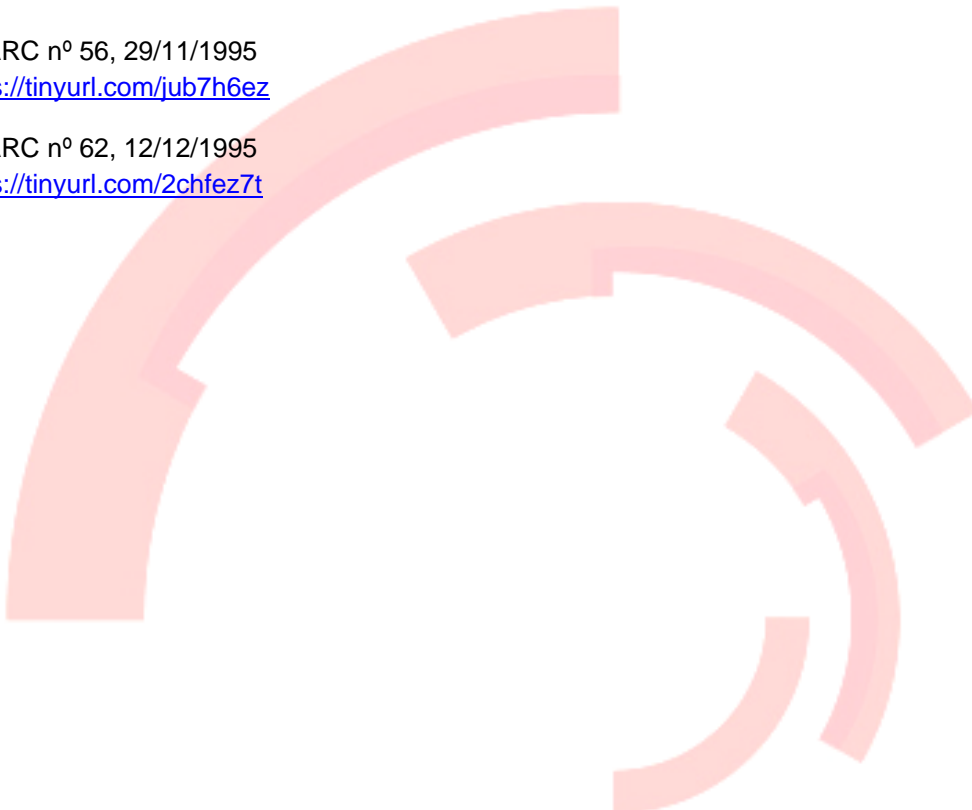 RC nº 56, 29/11/1995
s://tinyurl.com/jub7h6ez
RC nº 62, 12/12/1995
s://tinyurl.com/2chfez7t